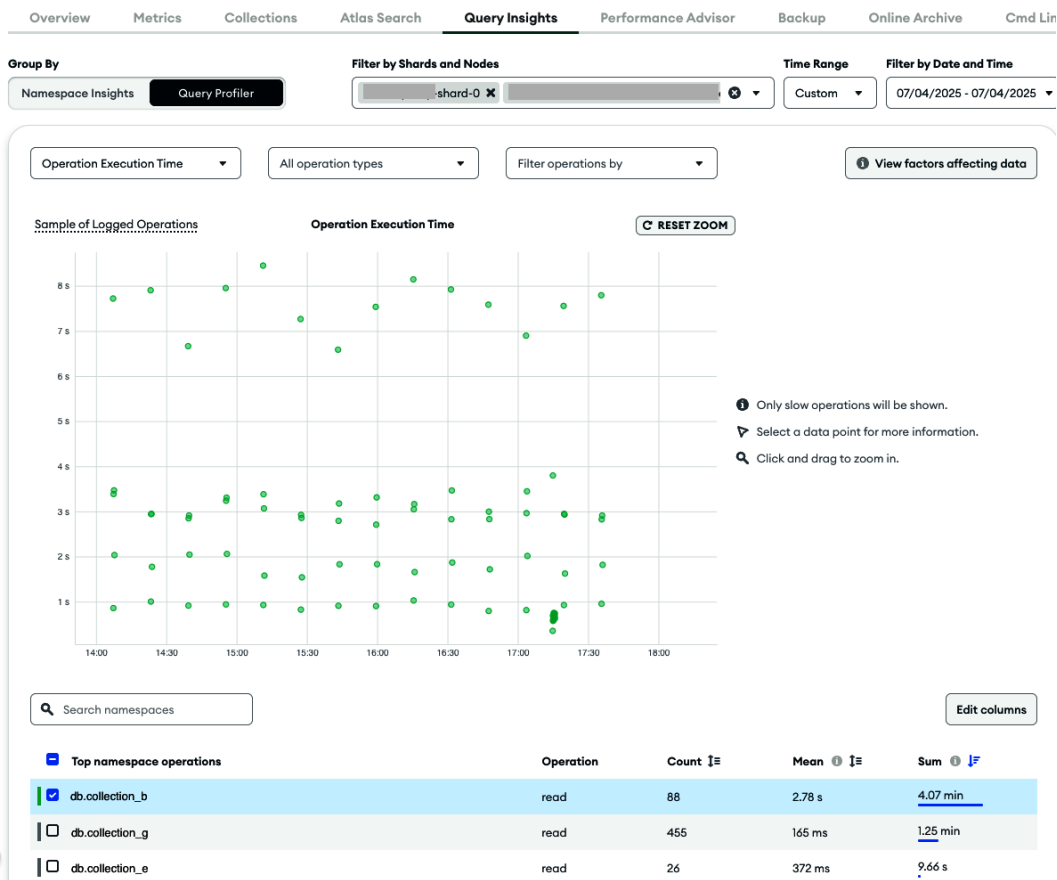 Overview Metrics Collections Atlas Search Query Insights Performance Advisor Backup Online Archive Cmd Lin
Group By Filter by Shards and Nodes Time Range Filter by Date and Time
Namespace Insights Query Profiler -shard-0 Custom 07/04/2025 - 07/04/2025
Operation Execution Time All operation types Filter operations by View factors affecting data
Sample of Logged Operations Operation Execution Time RESET ZOOM
8 s
7 s
6 s
5 s
4 s
3 s
2 s
1 s
14:00 14:30 15:00 15:30 16:00 16:30 17:00 17:30 18:00
Only slow operations will be shown.
Select a data point for more information.
Click and drag to zoom in.
Search namespaces Edit columns
Top namespace operations Operation Count Mean Sum
db.collection_b read 88 2.78 s 4.07 min
db.collection_g read 455 165 ms 1.25 min
db.collection_e read 26 372 ms 9.66 s